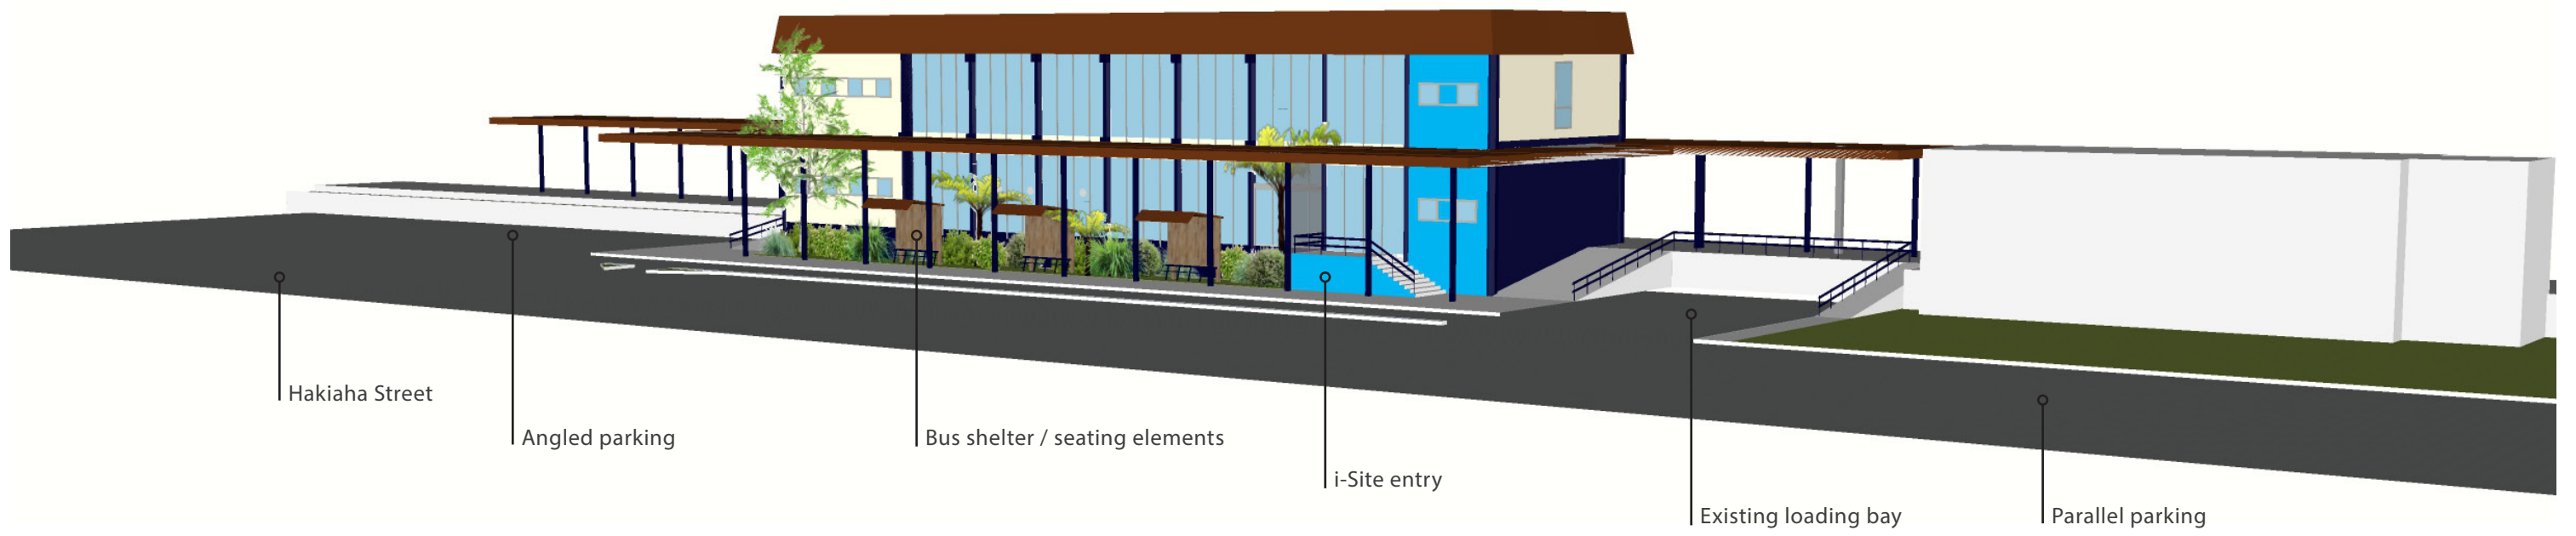 Hakiaha Street
Angled parking
Bus shelter / seating elements
i-Site entry
Existing loading bay
Parallel parking